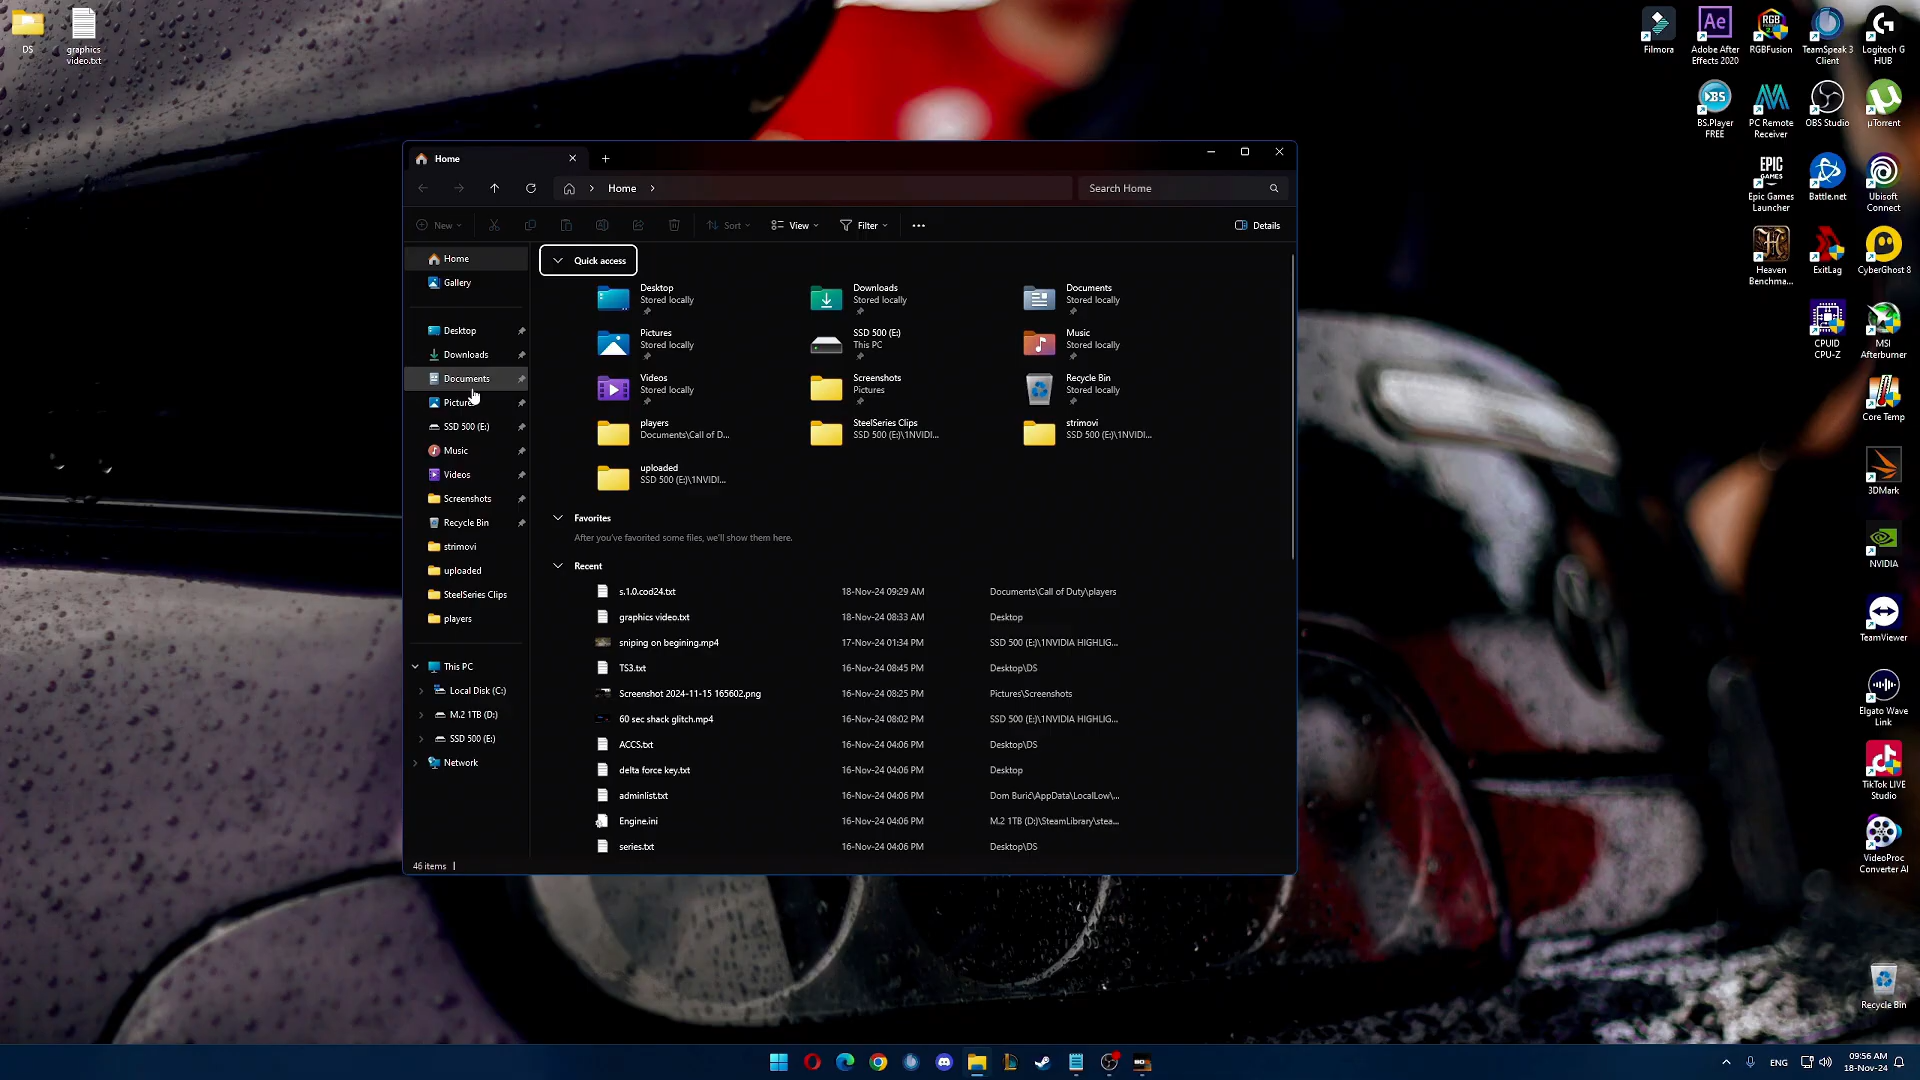 DS
graphics
video.txt
Filmora
Adobe After
Effects 2020
RGBFusion
TeamSpeak 3
Client
Logitech G
HUB
BS.Player
FREE
PC Remote
Receiver
OBS Studio
µTorrent
Epic Games
Launcher
Battle.net
Ubisoft
Connect
Heaven
Benchma...
ExitLag
CyberGhost 8
CPUID
CPU-Z
MSI
Afterburner
Core Temp
3DMark
NVIDIA
TeamViewer
Elgato Wave
Link
TikTok LIVE
Studio
VideoProc
Converter AI
Recycle Bin
Home
Home
Search Home
New
Sort
View
Filter
Details
Home
Gallery
Desktop
Downloads
Documents
Pictures
SSD 500 (E:)
Music
Videos
Screenshots
Recycle Bin
strimovi
uploaded
SteelSeries Clips
players
This PC
Local Disk (C:)
M.2 1TB (D:)
SSD 500 (E:)
Network
Quick access
Desktop
Stored locally
Downloads
Stored locally
Documents
Stored locally
Pictures
Stored locally
SSD 500 (E:)
This PC
Music
Stored locally
Videos
Stored locally
Screenshots
Pictures
Recycle Bin
Stored locally
players
Documents\Call of D...
SteelSeries Clips
SSD 500 (E:)\1NVIDI...
strimovi
SSD 500 (E:)\1NVIDI...
uploaded
SSD 500 (E:)\1NVIDI...
Favorites
After you've favorited some files, we'll show them here.
Recent
s.1.0.cod24.txt 18-Nov-24 09:29 AM Documents\Call of Duty\players
graphics video.txt 18-Nov-24 08:33 AM Desktop
sniping on begining.mp4 17-Nov-24 01:34 PM SSD 500 (E:)\1NVIDIA HIGHLIG...
TS3.txt 16-Nov-24 08:45 PM Desktop\DS
Screenshot 2024-11-15 165602.png 16-Nov-24 08:25 PM Pictures\Screenshots
60 sec shack glitch.mp4 16-Nov-24 08:02 PM SSD 500 (E:)\1NVIDIA HIGHLIG...
ACCS.txt 16-Nov-24 04:06 PM Desktop\DS
delta force key.txt 16-Nov-24 04:06 PM Desktop
adminlist.txt 16-Nov-24 04:06 PM Dom Burić\AppData\LocalLow\...
Engine.ini 16-Nov-24 04:06 PM M.2 1TB (D:)\SteamLibrary\stea...
series.txt 16-Nov-24 04:06 PM Desktop\DS
46 items
ENG
09:56 AM
18-Nov-24